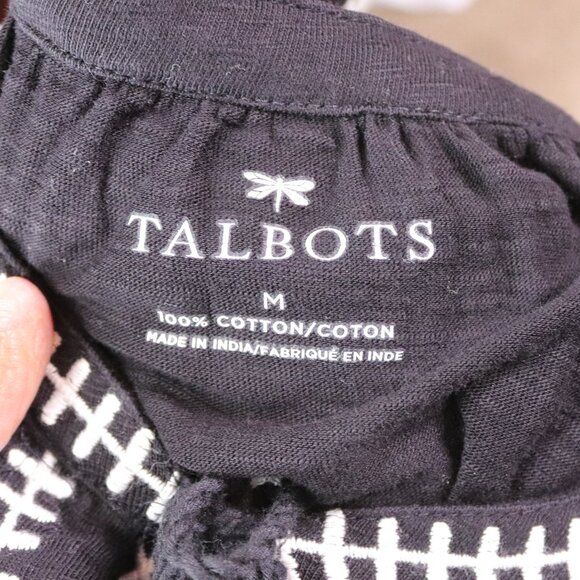 TALBOTS
M
100% COTTON/COTON
MADE IN INDIA/FABRIQUÉ EN INDE